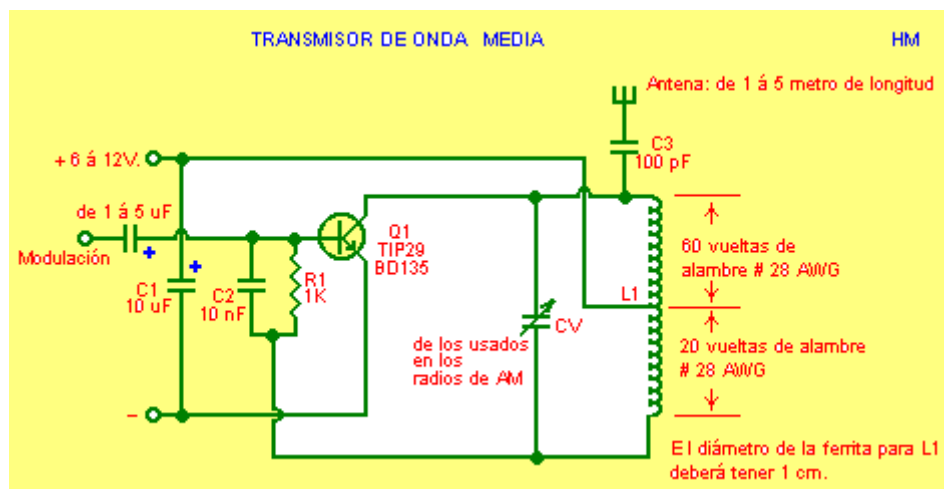 TRANSMISOR DE ONDA MEDIA
HM
Antena: de 1 á 5 metro de longitud
C3
100 pF
+ 6 á 12V.
de 1 á 5 uF
Modulación
+
+
C1
10 uF
C2
10 nF
R1
1K
Q1
TIP29
BD135
60 vueltas de
alambre # 28 AWG
L1
CV
de los usados
en los
radios de AM
20 vueltas de alambre
# 28 AWG
-
El diámetro de la ferrita para L1
deberá tener 1 cm.